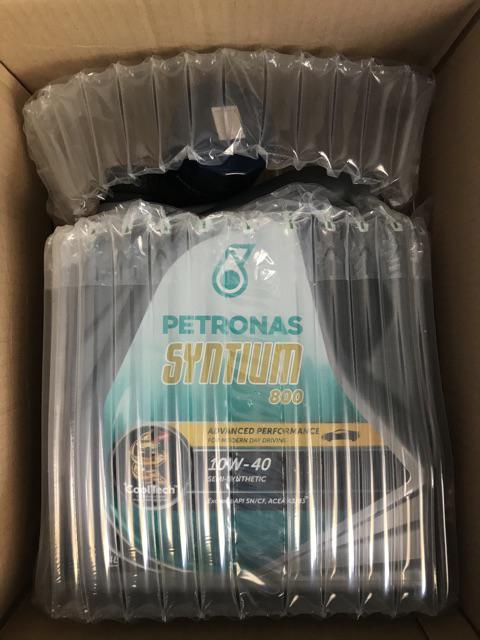 PETRONAS
SYNTIUM
800
ADVANCED PERFORMANCE
FOR MODERN DAY DRIVING
10W-40
SEMI-SYNTHETIC
CoolTech
API SN/CF, ACEA